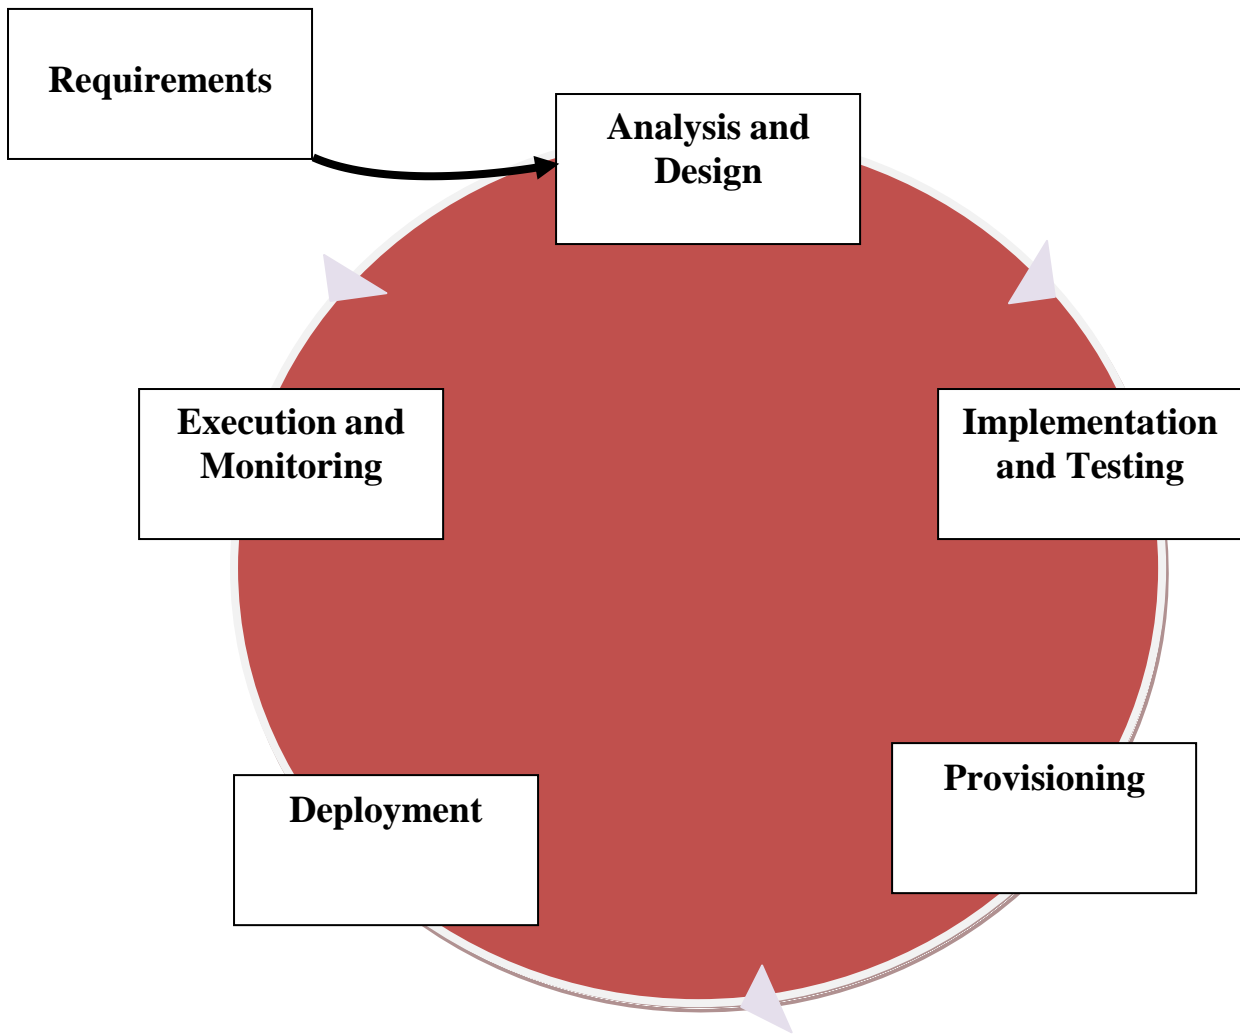 Requirements
Analysis and
Design
Execution and
Monitoring
Implementation
and Testing
Provisioning
Deployment